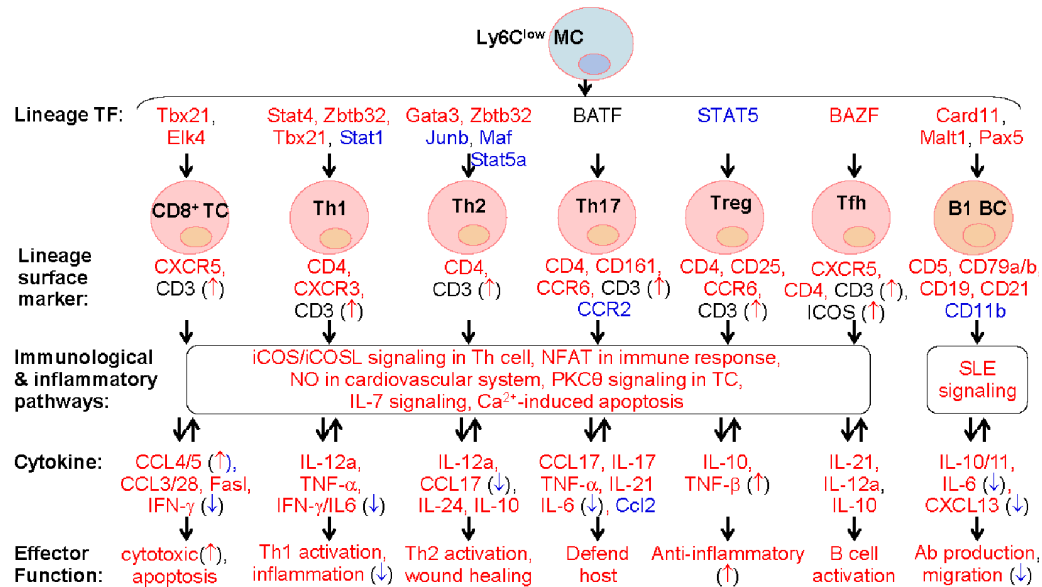 Ly6Clow MC
Lineage TF: Tbx21, Stat4, Zbtb32, Gata3, Zbtb32 BATF STAT5 BAZF Card11,
Elk4 Tbx21, Stat1 Junb, Maf Malt1, Pax5
Stat5a
CD8+ TC Th1 Th2 Th17 Treg Tfh B1 BC
Lineage CXCR5, CD4, CD4, CD4, CD161, CD4, CD25, CXCR5, CD5, CD79a/b,
surface CD3 (↑) CXCR3, CD3 (↑) CCR6, CD3 (↑) CCR6, CD4, CD3 (↑), CD19, CD21
marker: CD3 (↑) CCR2 CD3 (↑) ICOS (↑) CD11b
Immunological iCOS/iCOSL signaling in Th cell, NFAT in immune response, SLE
& inflammatory NO in cardiovascular system, PKCθ signaling in TC, signaling
pathways: IL-7 signaling, Ca2+-induced apoptosis
Cytokine: CCL4/5 (↑), IL-12a, IL-12a, CCL17, IL-17 IL-10, IL-21, IL-10/11,
CCL3/28, Fasl, TNF-α, CCL17 (↓), TNF-α, IL-21 TNF-β (↑) IL-12a, IL-6 (↓),
IFN-γ (↓) IFN-γ/IL6 (↓) IL-24, IL-10 IL-6 (↓), Ccl2 IL-10 CXCL13 (↓)
Effector cytotoxic(↑), Th1 activation, Th2 activation, Defend Anti-inflammatory B cell Ab production,
Function: apoptosis inflammation (↓) wound healing host (↑) activation migration (↓)